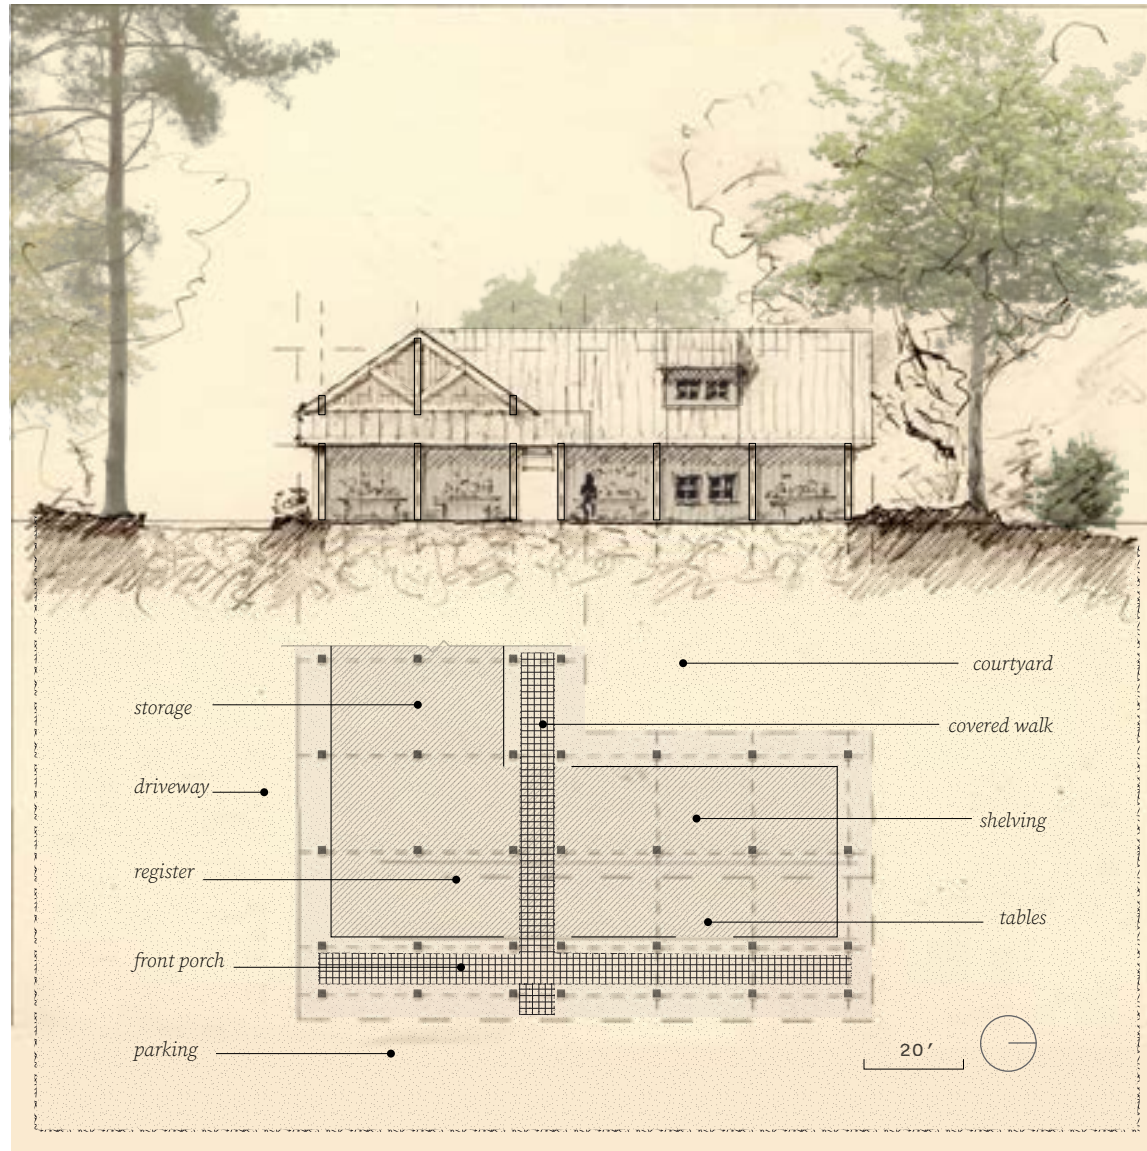 courtyard
storage
covered walk
driveway
shelving
register
tables
front porch
parking
20′